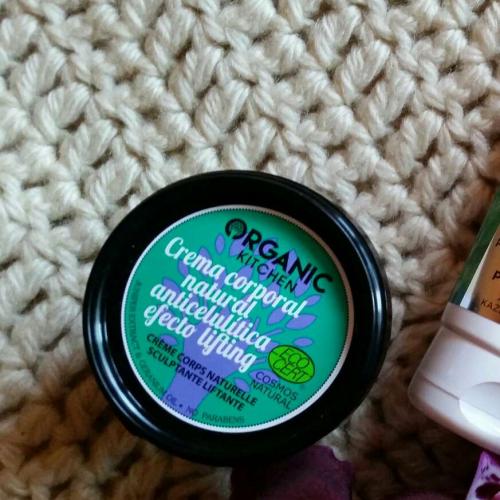 ORGANIC
KITCHEN
Crema corporal
natural
anticelulitica
efecto lifting
CRÈME CORPS NATURELLE
SCULPTANTE LIFTANTE
ECO
CERT
COSMOS
NATURAL
OIL • NO PARABENS